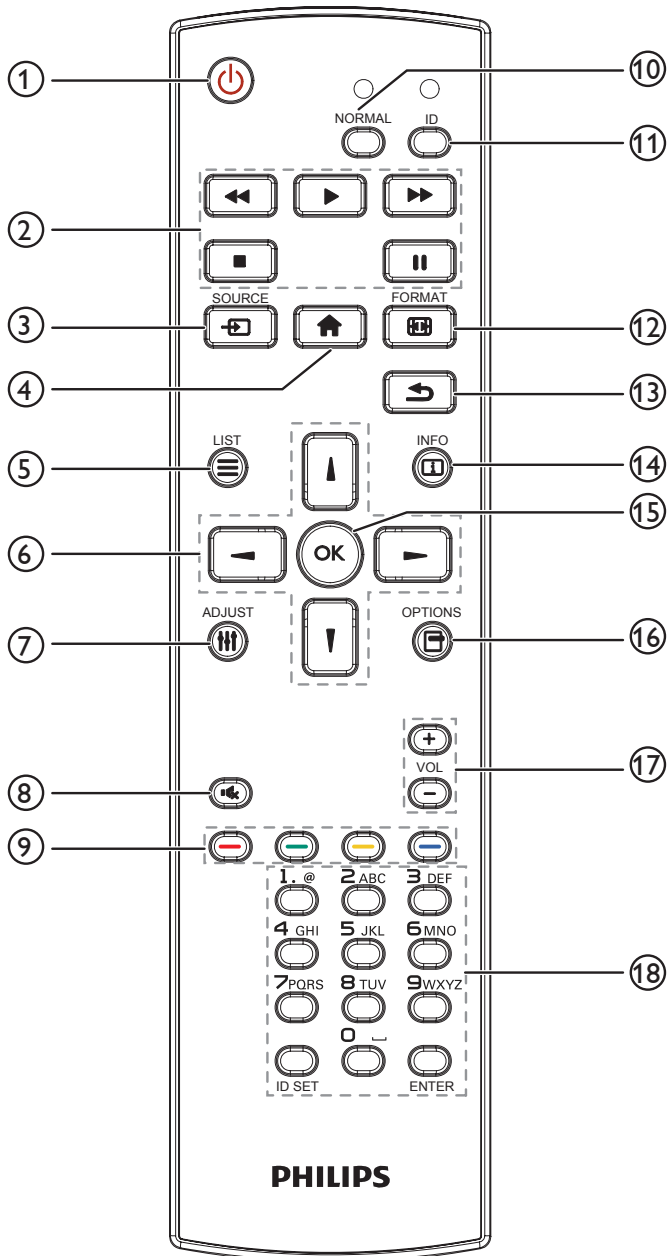 1
10
NORMAL ID
11
2
SOURCE FORMAT
3
12
4
13
LIST INFO
5
14
15
6
OK
ADJUST OPTIONS
7
16
+
VOL
17
8
−
9
1. @ 2 ABC 3 DEF
4 GHI 5 JKL 6 MNO
18
7 PQRS 8 TUV 9 WXYZ
0 ⌴
ID SET ENTER
PHILIPS